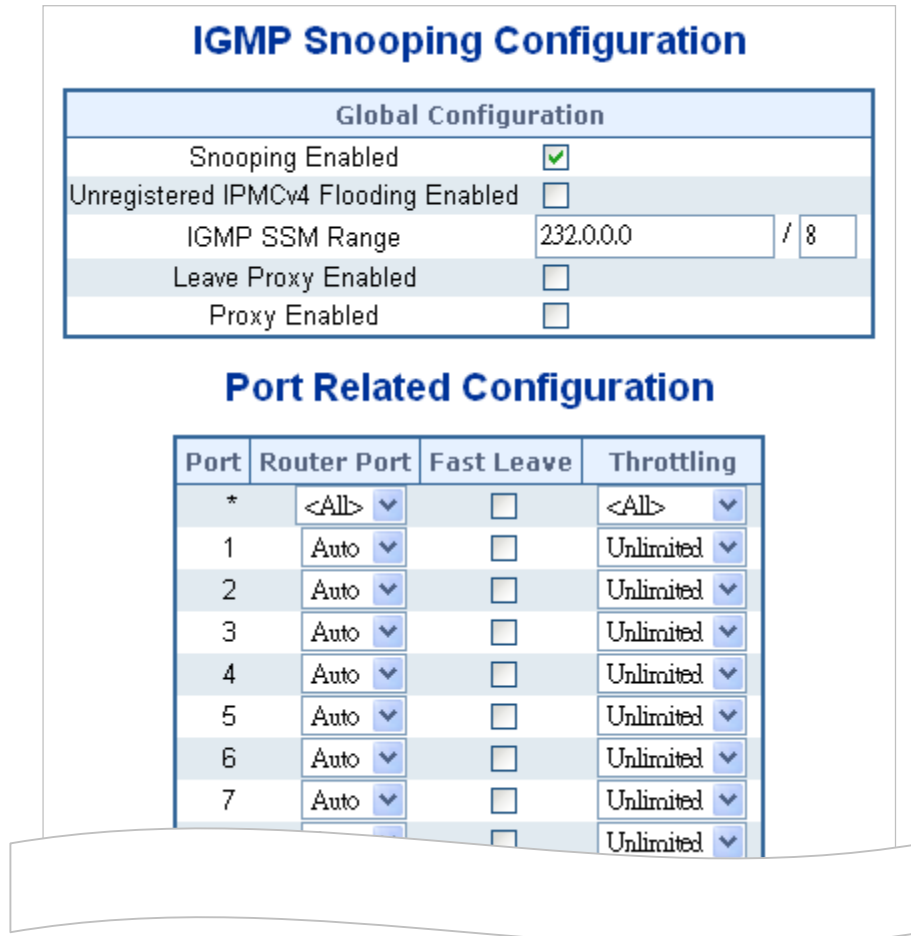 IGMP Snooping Configuration
Global Configuration
Snooping Enabled
Unregistered IPMCv4 Flooding Enabled
IGMP SSM Range 232.0.0.0 / 8
Leave Proxy Enabled
Proxy Enabled
Port Related Configuration
Port Router Port Fast Leave Throttling
* <All> <All>
1 Auto Unlimited
2 Auto Unlimited
3 Auto Unlimited
4 Auto Unlimited
5 Auto Unlimited
6 Auto Unlimited
7 Auto Unlimited
Unlimited